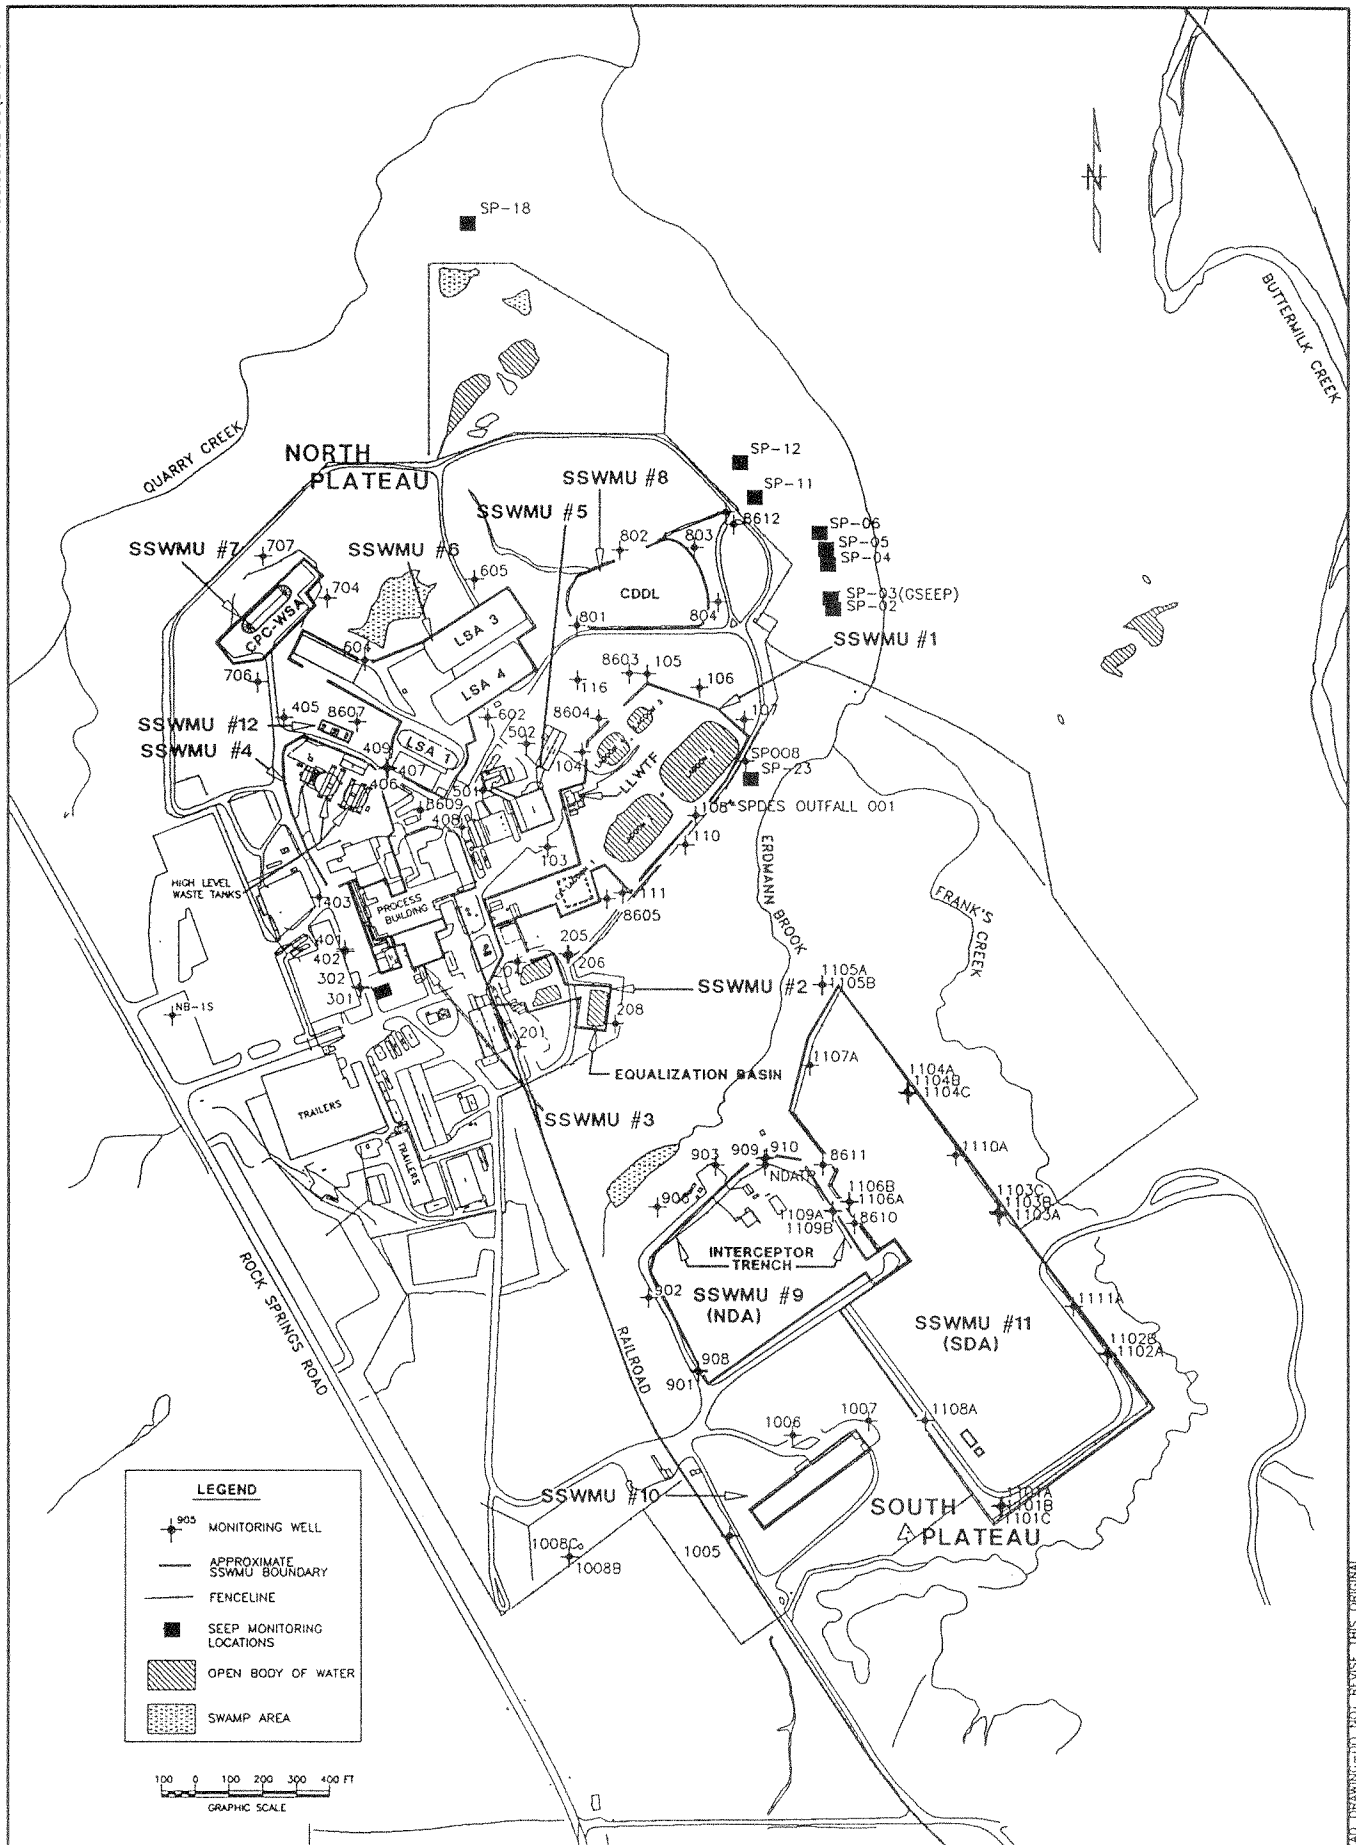 SP-18
BUTTERMILK CREEK
QUARRY CREEK
NORTH
PLATEAU
SP-12
SP-11
SSWMU #8
SSWMU #5
8612
SP-06
SP-05
SP-04
SP-03(GSEEP)
SP-02
SSWMU #7
707
SSWMU #6
802
803
605
704
CDDL
CPC-WSA
LSA 3
801
804
SSWMU #1
604
8603
105
706
LSA 4
116
106
405
8607
602
8604
107
SSWMU #12
SSWMU #4
502
409
LSA 1
104
SP008
407
LLWTF
SP-23
406
501
8609
108
SPDES OUTFALL 001
408
110
103
ERDMANN BROOK
HIGH LEVEL
WASTE TANKS
PROCESS
BUILDING
FRANK'S
CREEK
403
111
8605
401
402
205
206
204
302
301
SSWMU #2
1105A
1105B
NB-1S
208
201
1107A
EQUALIZATION BASIN
1104A
1104B
1104C
TRAILERS
SSWMU #3
TRAILERS
903
909
910
8611
1110A
NDATR
906
1106B
1106A
1103C
1103B
1103A
1109A
1109B
8610
INTERCEPTOR
TRENCH
ROCK SPRINGS ROAD
902
SSWMU #9
(NDA)
1111A
SSWMU #11
(SDA)
RAILROAD
1102B
1102A
908
901
1006
1007
1108A
SSWMU #10
SOUTH
PLATEAU
1101A
1101B
1101C
1005
1008C
1008B
LEGEND
905
MONITORING WELL
APPROXIMATE
SSWMU BOUNDARY
FENCELINE
SEEP MONITORING
LOCATIONS
OPEN BODY OF WATER
SWAMP AREA
100 0 100 200 300 400 FT
GRAPHIC SCALE
N